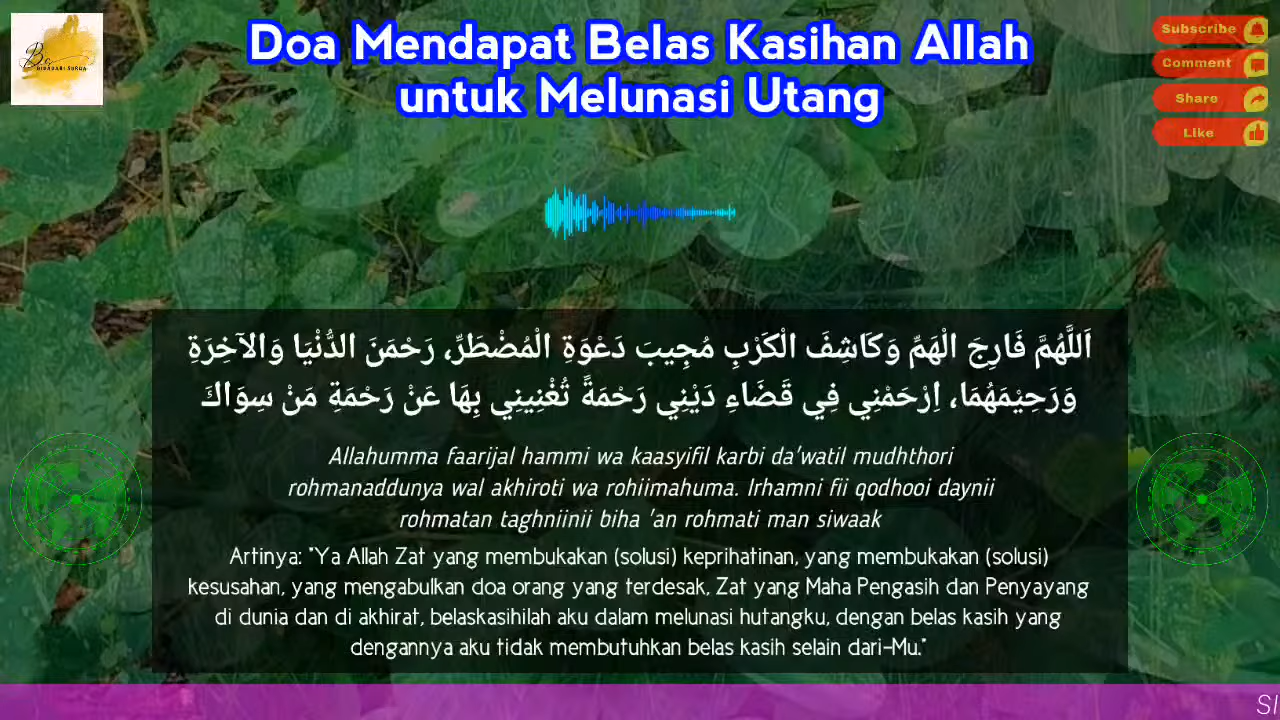 Doa Mendapat Belas Kasihan Allah
untuk Melunasi Utang
Subscribe
Comment
Share
Like
اَللَّهُمَّ فَارِجَ الْهَمِّ وَكَاشِفَ الْكَرْبِ مُجِيبَ دَعْوَةِ الْمُضْطَرِّ، رَحْمَنَ الدُّنْيَا وَالآخِرَةِ
وَرَحِيْمَهُمَا، اِرْحَمْنِي فِي قَضَاءِ دَيْنِي رَحْمَةً تُغْنِينِي بِهَا عَنْ رَحْمَةِ مَنْ سِوَاكَ
Allahumma faarijal hammi wa kaasyifil karbi da'watil mudhthori
rohmanaddunya wal akhiroti wa rohiimahuma. Irhamni fii qodhooi daynii
rohmatan taghniinii biha 'an rohmati man siwaak
Artinya: "Ya Allah Zat yang membukakan (solusi) keprihatinan, yang membukakan (solusi)
kesusahan, yang mengabulkan doa orang yang terdesak, Zat yang Maha Pengasih dan Penyayang
di dunia dan di akhirat, belaskasihilah aku dalam melunasi hutangku, dengan belas kasih yang
dengannya aku tidak membutuhkan belas kasih selain dari-Mu."